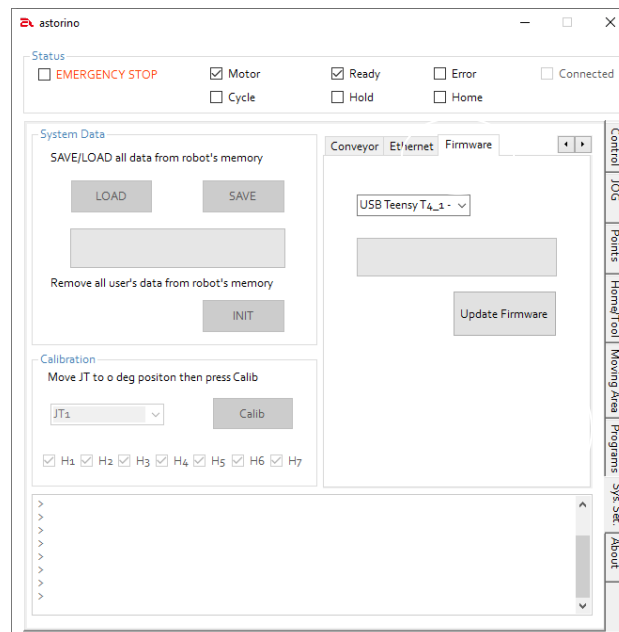 astorino
Status
EMERGENCY STOP
Motor
Ready
Error
Connected
Cycle
Hold
Home
System Data
SAVE/LOAD all data from robot's memory
LOAD
SAVE
Remove all user's data from robot's memory
INIT
Calibration
Move JT to 0 deg positon then press Calib
JT1
Calib
H1
H2
H3
H4
H5
H6
H7
Conveyor
Ethernet
Firmware
USB Teensy T4_1 -
Update Firmware
>
>
>
>
>
>
>
>
Control
JOG
Points
Home/Tool
Moving Area
Programs
Sys. Set.
About